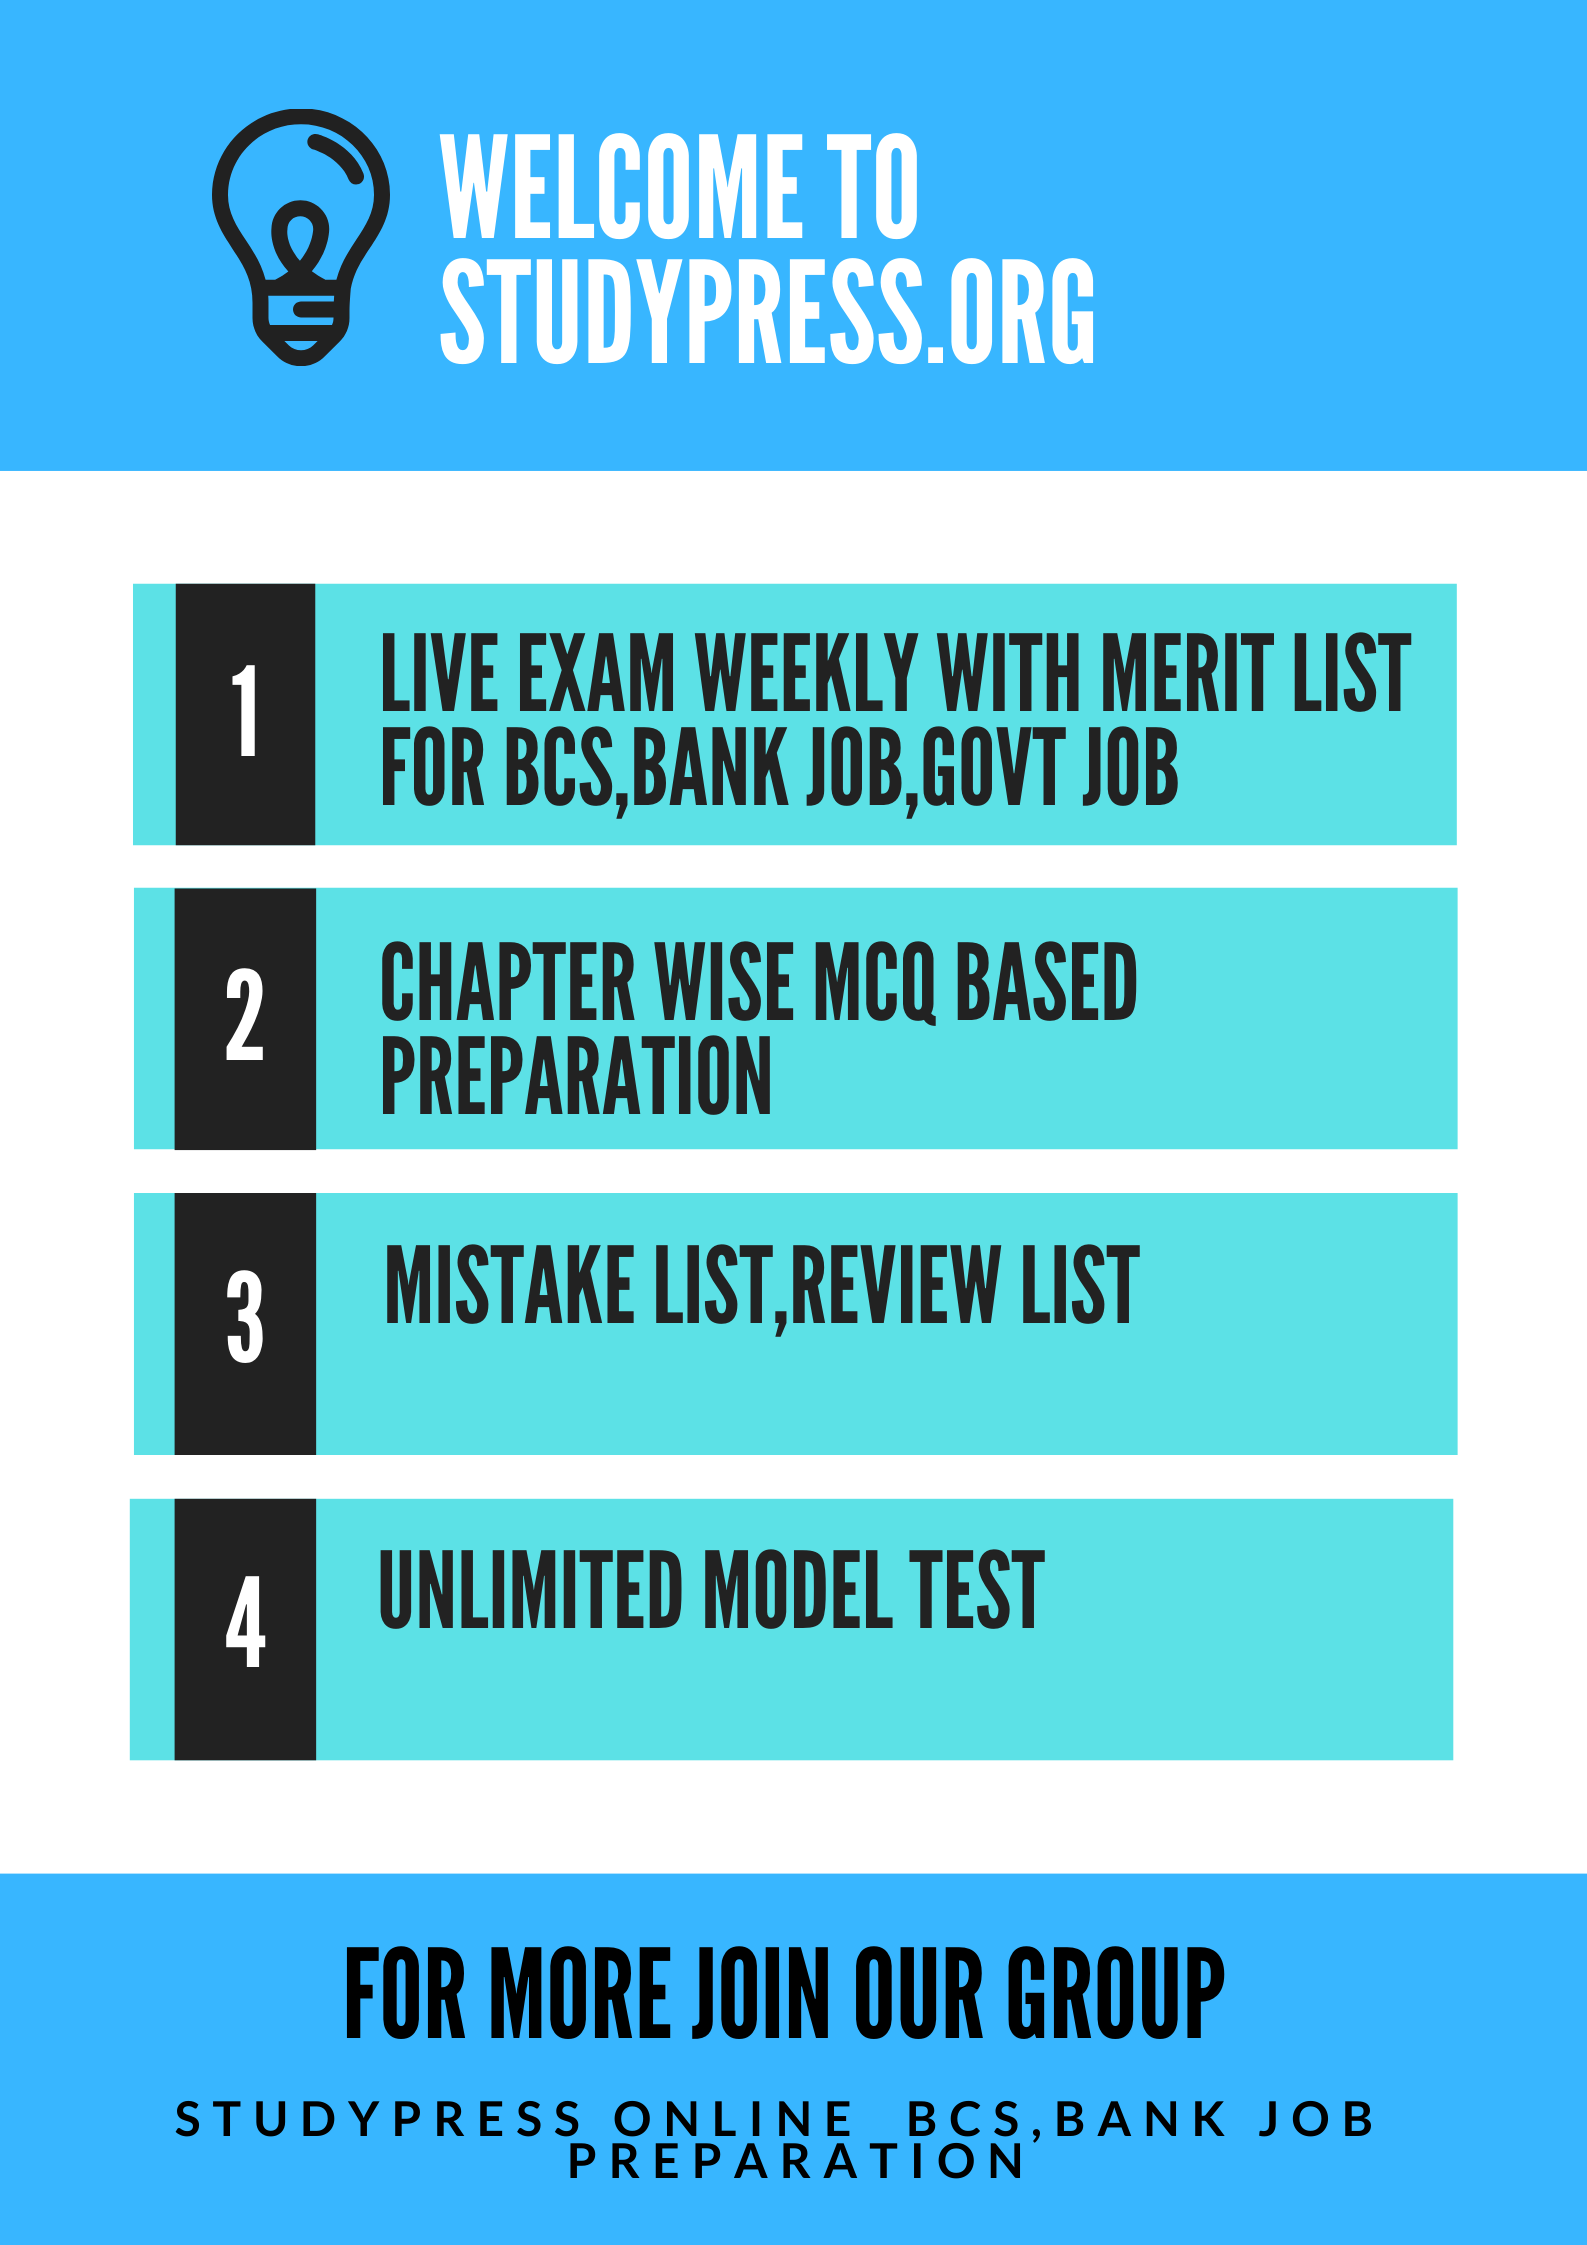 WELCOME TO
STUDYPRESS.ORG
1
LIVE EXAM WEEKLY WITH MERIT LIST
FOR BCS,BANK JOB,GOVT JOB
2
CHAPTER WISE MCQ BASED
PREPARATION
3
MISTAKE LIST,REVIEW LIST
4
UNLIMITED MODEL TEST
FOR MORE JOIN OUR GROUP
STUDYPRESS ONLINE BCS,BANK JOB
PREPARATION